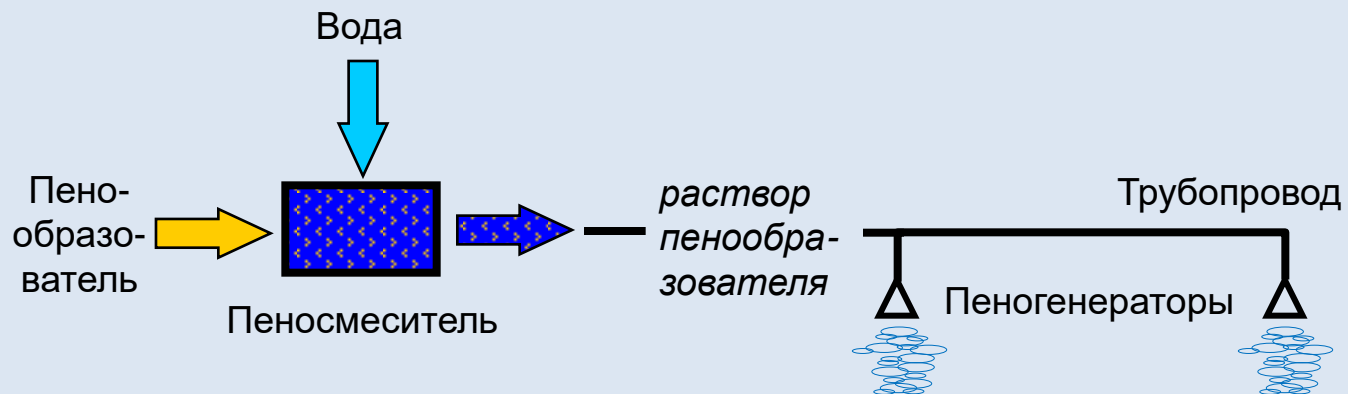 Вода
Пено-
образо-
ватель
Пеносмеситель
раствор
пенообра-
зователя
Трубопровод
Пеногенераторы